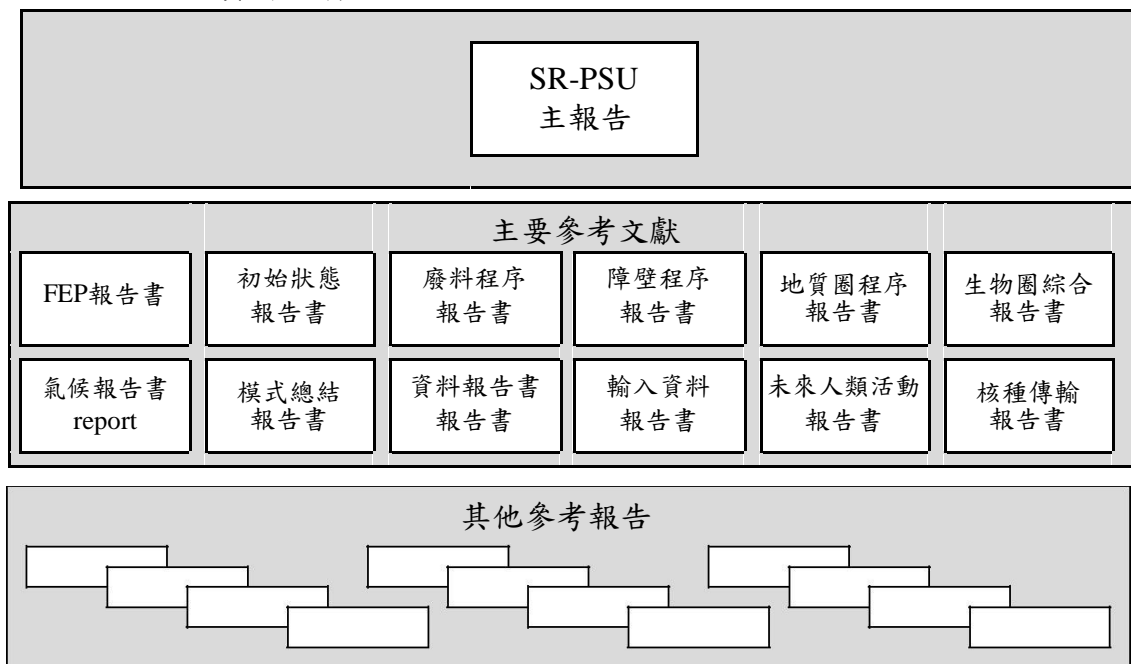 SR-PSU
主報告
主要參考文獻
FEP報告書
初始狀態
報告書
廢料程序
報告書
障壁程序
報告書
地質圈程序
報告書
生物圈綜合
報告書
氣候報告書
report
模式總結
報告書
資料報告書
報告書
輸入資料
報告書
未來人類活動
報告書
核種傳輸
報告書
其他參考報告